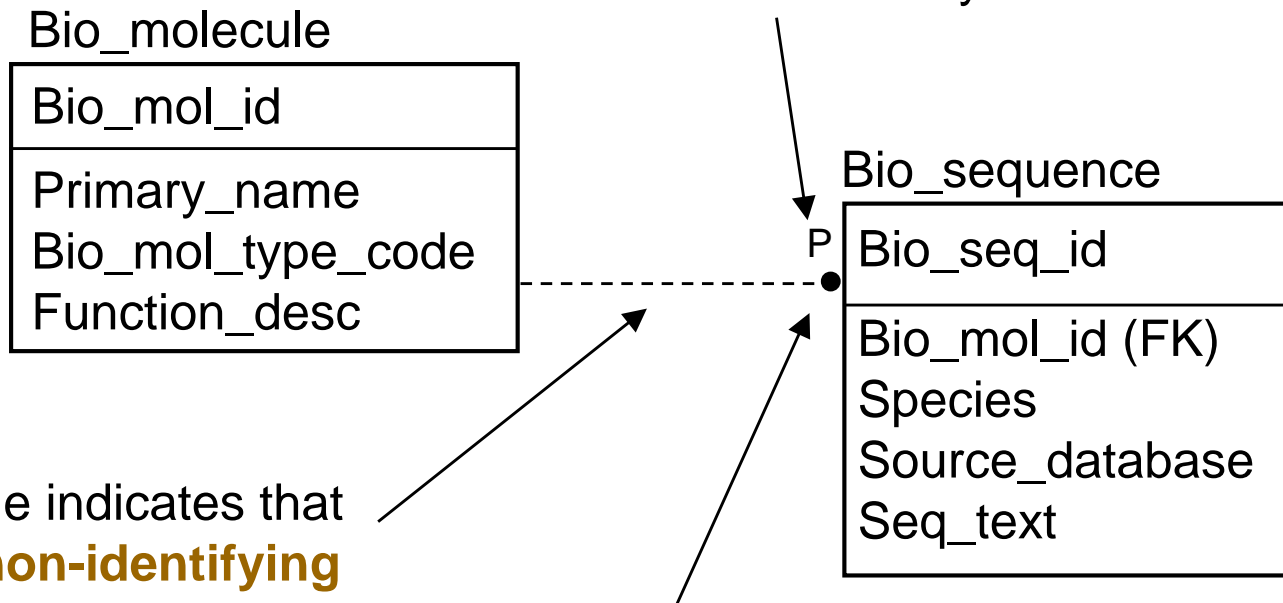 Bio_molecule
Bio_mol_id
Primary_name
Bio_mol_type_code
Function_desc
P
Bio_sequence
Bio_seq_id
Bio_mol_id (FK)
Species
Source_database
Seq_text
indicates that
non-identifying